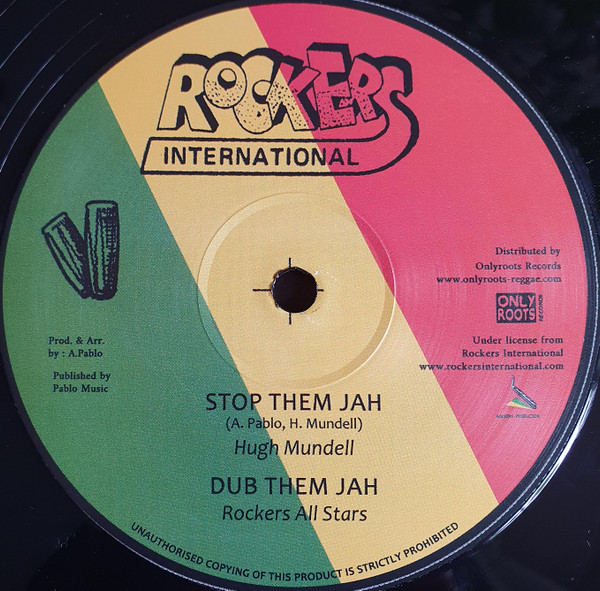 ROCKERS
INTERNATIONAL
Distributed by
Onlyroots Records
www.onlyroots-reggae.com
ONLY
ROOTS
RECORDS
Prod. & Arr.
by : A.Pablo
Published by
Pablo Music
Under license from
Rockers International
www.rockersinternational.com
STOP THEM JAH
(A. Pablo, H. Mundell)
Hugh Mundell
DUB THEM JAH
Rockers All Stars
UNAUTHORISED COPYING OF THIS PRODUCT IS STRICTLY PROHIBITED